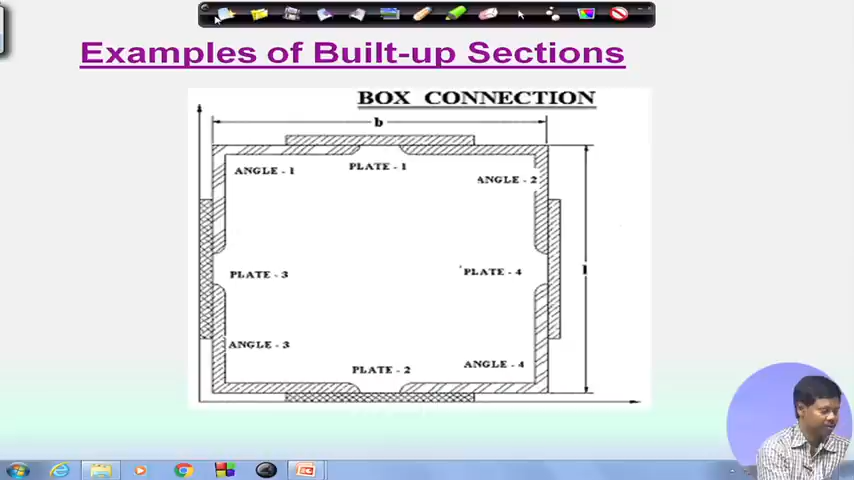 Examples of Built-up Sections
BOX CONNECTION
b
ANGLE - 1
PLATE - 1
ANGLE - 2
PLATE - 3
PLATE - 4
l
ANGLE - 3
PLATE - 2
ANGLE - 4